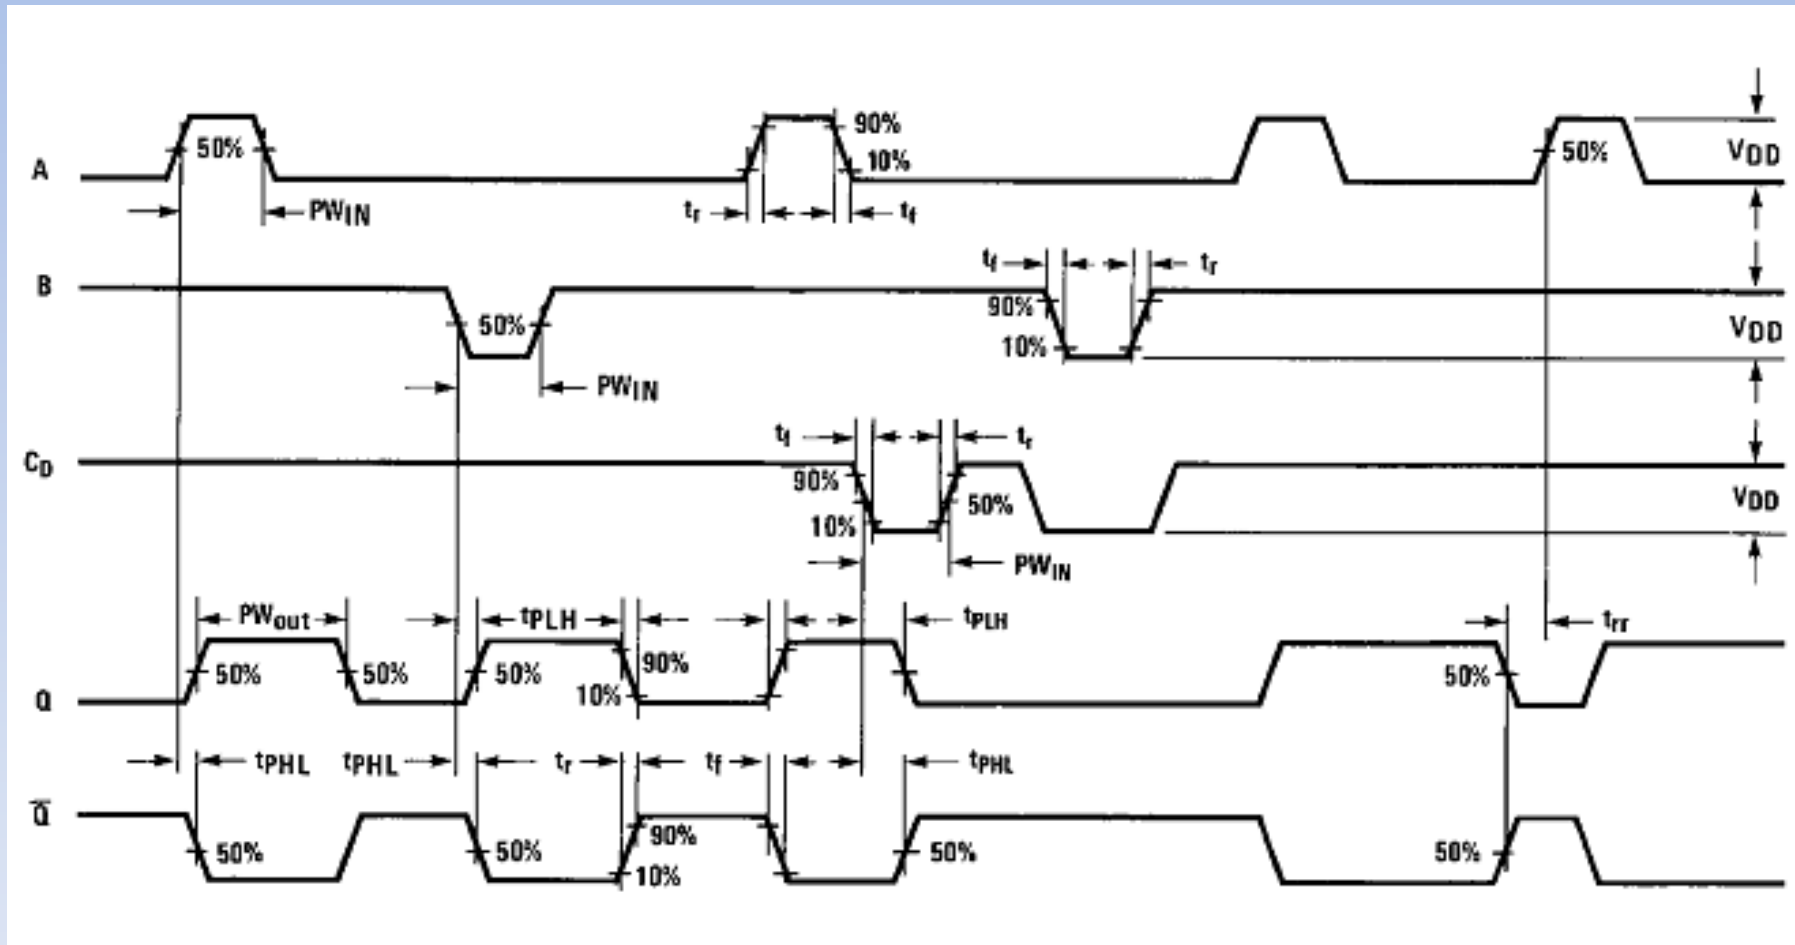 50%
90%
10%
50%
A
VDD
PWIN
tr
tf
tf
tr
B
90%
50%
10%
VDD
PWIN
tf
tr
CD
90%
50%
10%
VDD
PWIN
PWout
tPLH
tPLH
trr
50%
50%
50%
90%
10%
50%
Q
tPHL
tPHL
tr
tf
tPHL
Q̅
50%
50%
90%
10%
50%
50%